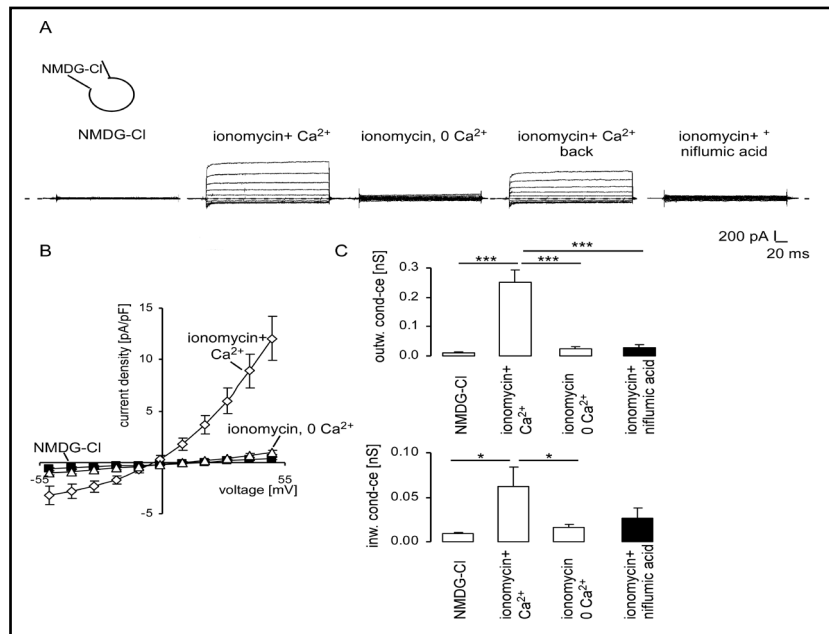 A
NMDG-Cl
NMDG-Cl
ionomycin+ Ca²⁺
ionomycin, 0 Ca²⁺
ionomycin+ Ca²⁺
back
ionomycin+ ⁺
niflumic acid
200 pA
20 ms
B
current density [pA/pF]
15
10
5
-5
-55
55
voltage [mV]
ionomycin+
Ca²⁺
ionomycin, 0 Ca²⁺
NMDG-Cl
C
***
***
***
outw. cond-ce [nS]
0.3
0.2
0.1
0.0
NMDG-Cl
ionomycin+
Ca²⁺
ionomycin
0 Ca²⁺
ionomycin+
niflumic acid
*
*
inw. cond-ce [nS]
0.10
0.05
0.00
NMDG-Cl
ionomycin+
Ca²⁺
ionomycin
0 Ca²⁺
ionomycin+
niflumic acid